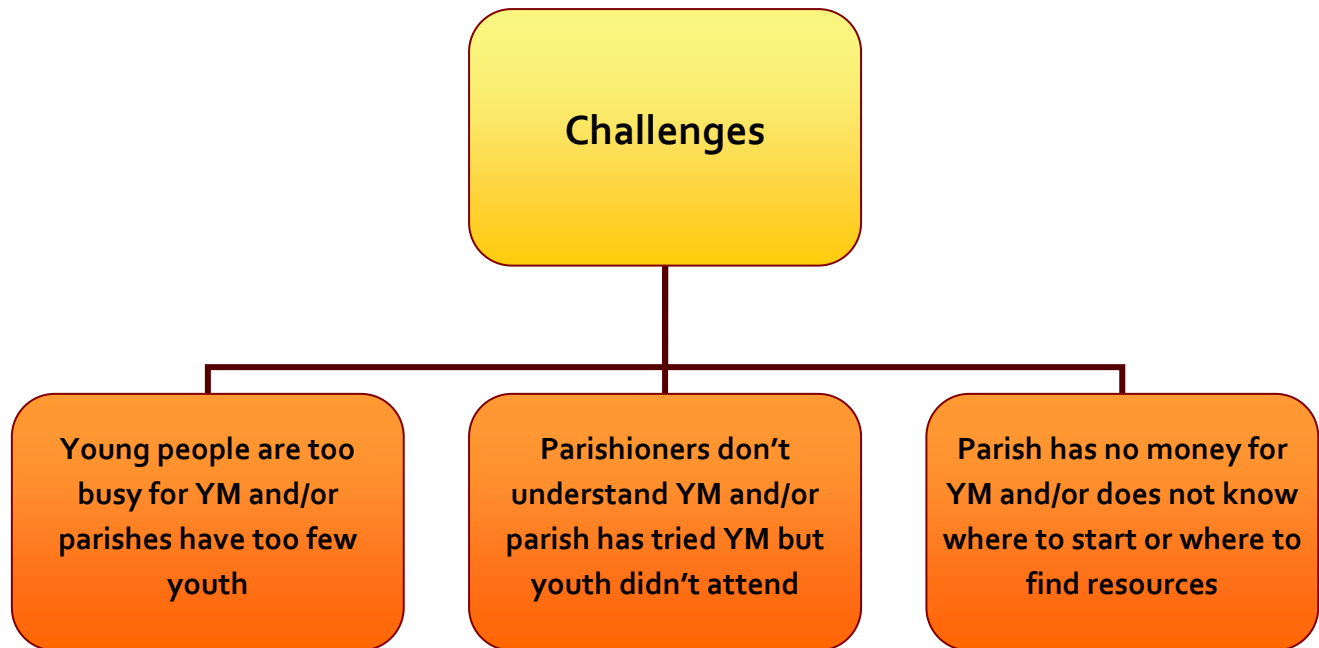 Challenges
Young people are too
busy for YM and/or
parishes have too few
youth
Parishioners don’t
understand YM and/or
parish has tried YM but
youth didn’t attend
Parish has no money for
YM and/or does not know
where to start or where to
find resources